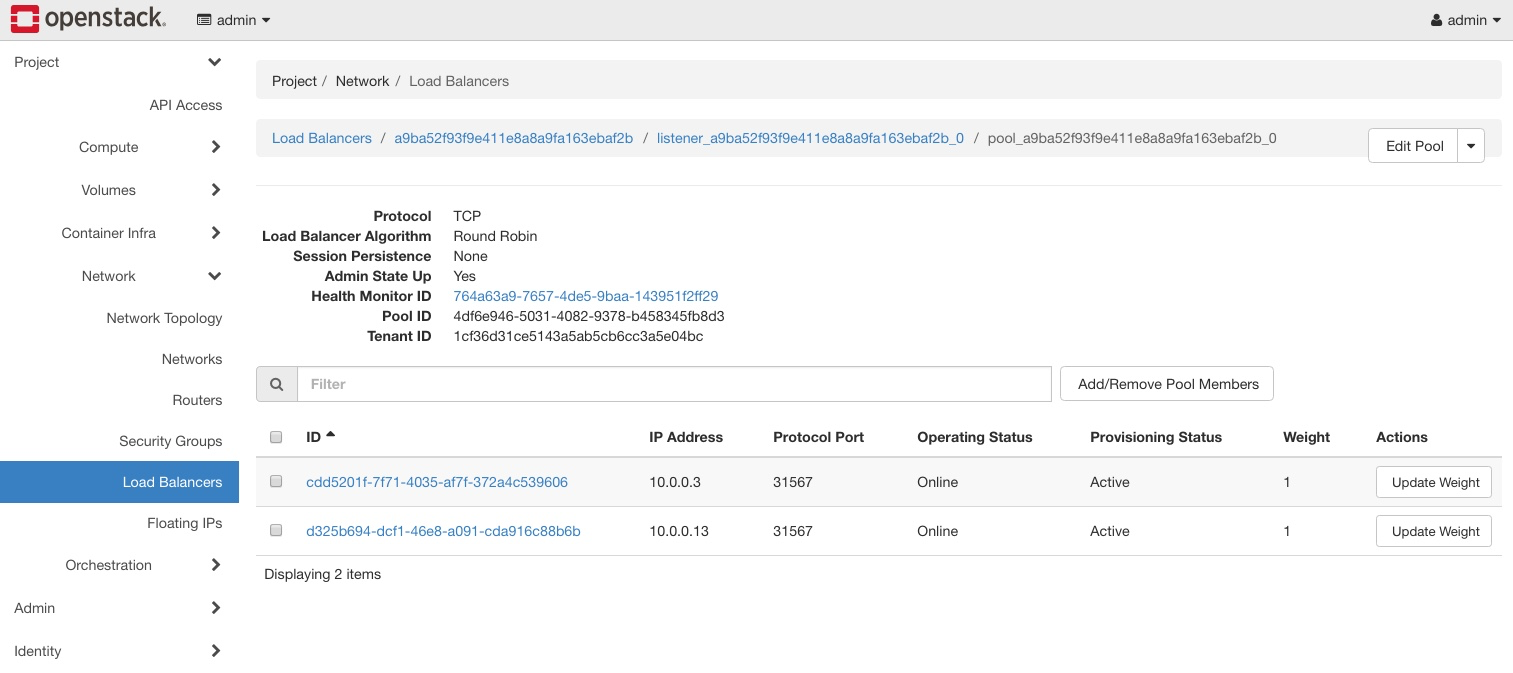 openstack. admin admin
Project
API Access
Compute
Volumes
Container Infra
Network
Network Topology
Networks
Routers
Security Groups
Load Balancers
Floating IPs
Orchestration
Admin
Identity
Project / Network / Load Balancers
Load Balancers / a9ba52f93f9e411e8a8a9fa163ebaf2b / listener_a9ba52f93f9e411e8a8a9fa163ebaf2b_0 / pool_a9ba52f93f9e411e8a8a9fa163ebaf2b_0
Edit Pool
Protocol TCP
Load Balancer Algorithm Round Robin
Session Persistence None
Admin State Up Yes
Health Monitor ID 764a63a9-7657-4de5-9baa-143951f2ff29
Pool ID 4df6e946-5031-4082-9378-b458345fb8d3
Tenant ID 1cf36d31ce5143a5ab5cb6cc3a5e04bc
Filter Add/Remove Pool Members
ID IP Address Protocol Port Operating Status Provisioning Status Weight Actions
cdd5201f-7f71-4035-af7f-372a4c539606 10.0.0.3 31567 Online Active 1 Update Weight
d325b694-dcf1-46e8-a091-cda916c88b6b 10.0.0.13 31567 Online Active 1 Update Weight
Displaying 2 items